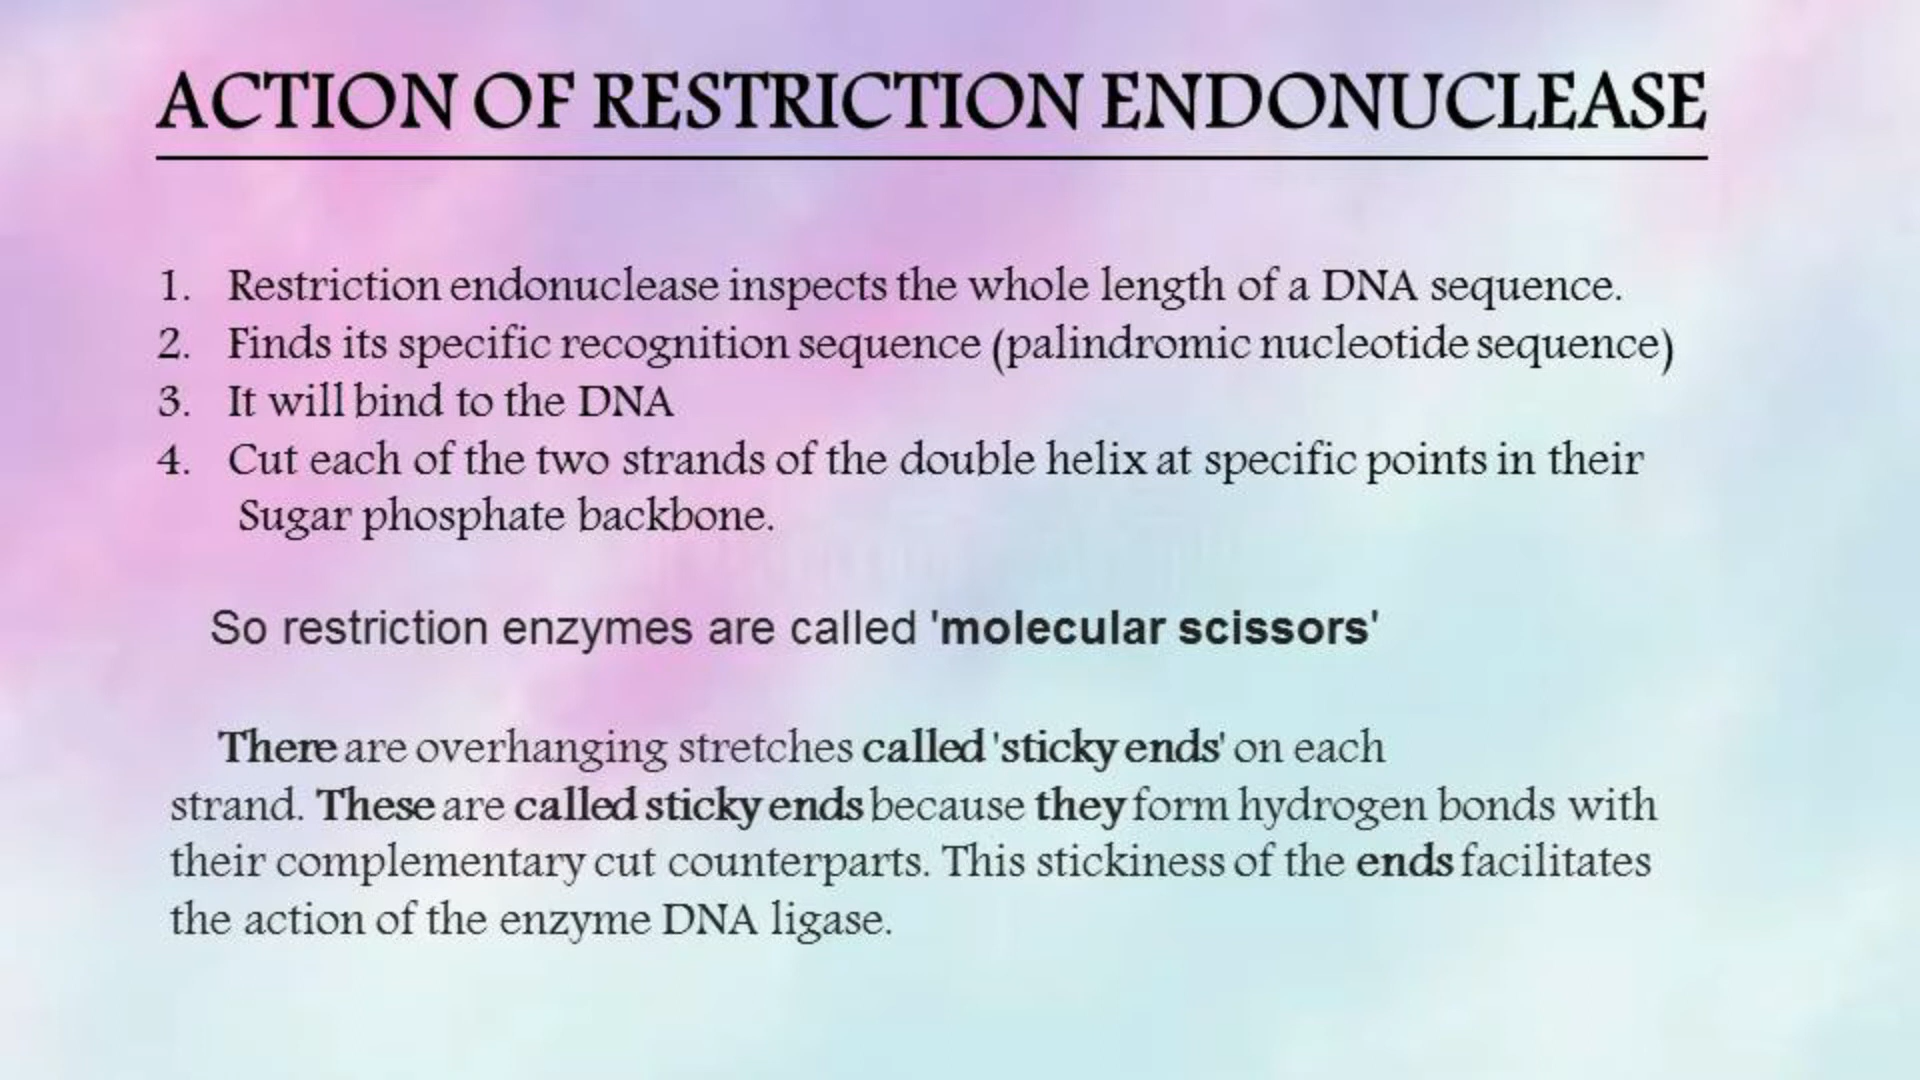 ACTION OF RESTRICTION ENDONUCLEASE
1. Restriction endonuclease inspects the whole length of a DNA sequence.
2. Finds its specific recognition sequence (palindromic nucleotide sequence)
3. It will bind to the DNA
4. Cut each of the two strands of the double helix at specific points in their
Sugar phosphate backbone.
So restriction enzymes are called 'molecular scissors'
There are overhanging stretches called 'sticky ends' on each
strand. These are called sticky ends because they form hydrogen bonds with
their complementary cut counterparts. This stickiness of the ends facilitates
the action of the enzyme DNA ligase.